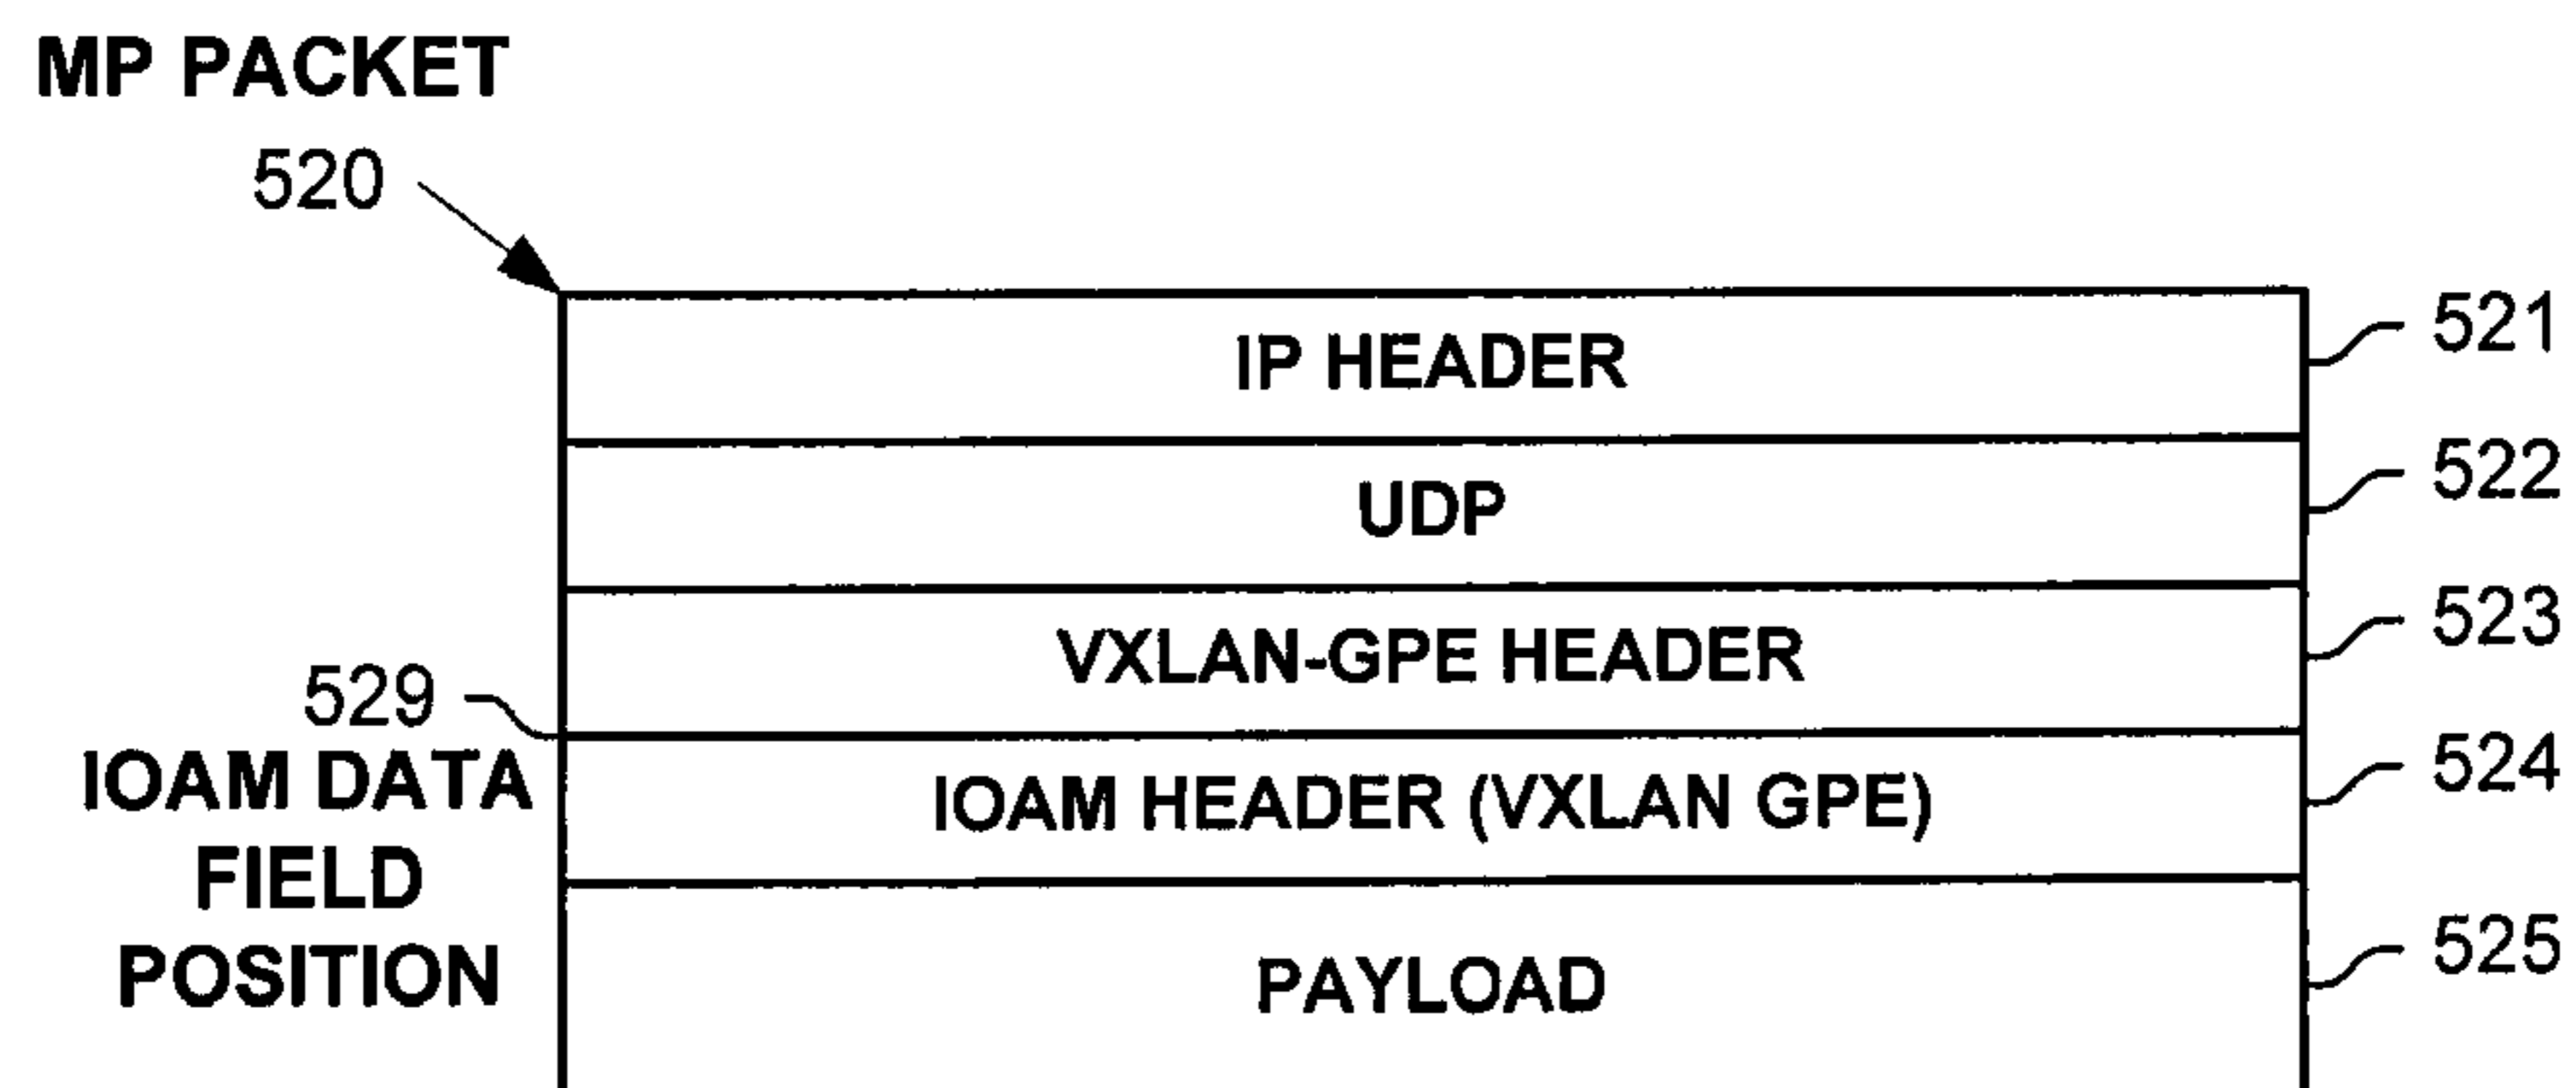 MP PACKET
520
IP HEADER
521
UDP
522
VXLAN-GPE HEADER
523
529
IOAM DATA
FIELD
POSITION
IOAM HEADER (VXLAN GPE)
524
PAYLOAD
525